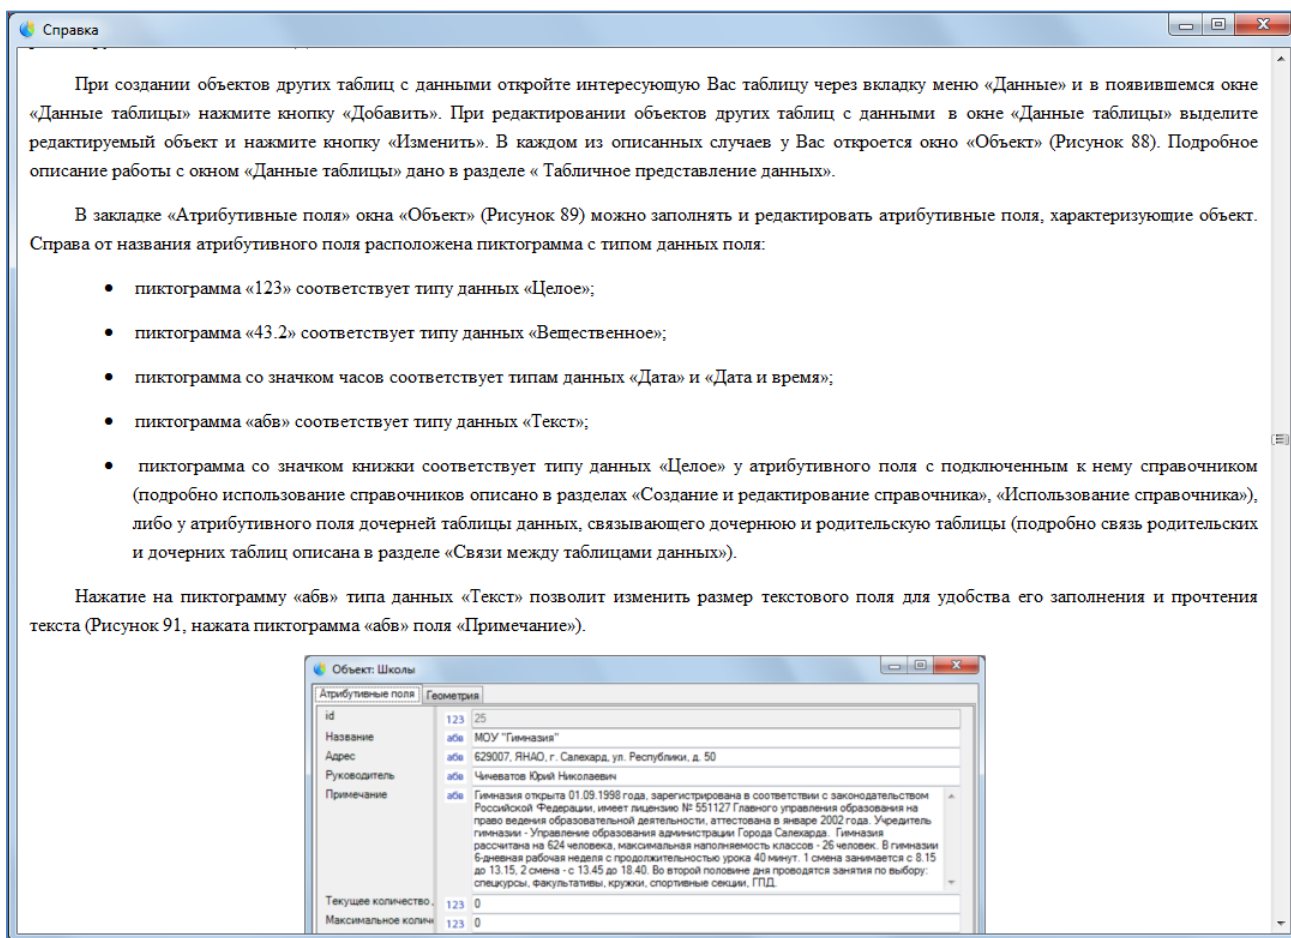 Справка
При создании объектов других таблиц с данными откройте интересующую Вас таблицу через вкладку меню «Данные» и в появившемся окне
«Данные таблицы» нажмите кнопку «Добавить». При редактировании объектов других таблиц с данными в окне «Данные таблицы» выделите
редактируемый объект и нажмите кнопку «Изменить». В каждом из описанных случаев у Вас откроется окно «Объект» (Рисунок 88). Подробное
описание работы с окном «Данные таблицы» дано в разделе « Табличное представление данных».
В закладке «Атрибутивные поля» окна «Объект» (Рисунок 89) можно заполнять и редактировать атрибутивные поля, характеризующие объект.
Справа от названия атрибутивного поля расположена пиктограмма с типом данных поля:
• пиктограмма «123» соответствует типу данных «Целое»;
• пиктограмма «43.2» соответствует типу данных «Вещественное»;
• пиктограмма со значком часов соответствует типам данных «Дата» и «Дата и время»;
• пиктограмма «абв» соответствует типу данных «Текст»;
• пиктограмма со значком книжки соответствует типу данных «Целое» у атрибутивного поля с подключенным к нему справочником
(подробно использование справочников описано в разделах «Создание и редактирование справочника», «Использование справочника»),
либо у атрибутивного поля дочерней таблицы данных, связывающего дочернюю и родительскую таблицы (подробно связь родительских
и дочерних таблиц описана в разделе «Связи между таблицами данных»).
Нажатие на пиктограмму «абв» типа данных «Текст» позволит изменить размер текстового поля для удобства его заполнения и прочтения
текста (Рисунок 91, нажата пиктограмма «абв» поля «Примечание»).
Объект: Школы
Атрибутивные поля Геометрия
id 123 25
Название абв МОУ "Гимназия"
Адрес абв 629007, ЯНАО, г. Салехард, ул. Республики, д. 50
Руководитель абв Чичеватов Юрий Николаевич
Примечание абв Гимназия открыта 01.09.1998 года, зарегистрирована в соответствии с законодательством
Российской Федерации, имеет лицензию № 551127 Главного управления образования на
право ведения образовательной деятельности, аттестована в январе 2002 года. Учредитель
гимназии - Управление образования администрации Города Салехарда. Гимназия
рассчитана на 624 человека, максимальная наполняемость классов - 26 человек. В гимназии
6-дневная рабочая неделя с продолжительностью урока 40 минут. 1 смена занимается с 8.15
до 13.15, 2 смена - с 13.45 до 18.40. Во второй половине дня проводятся занятия по выбору:
спецкурсы, факультативы, кружки, спортивные секции, ГПД.
Текущее количество 123 0
Максимальное колич 123 0